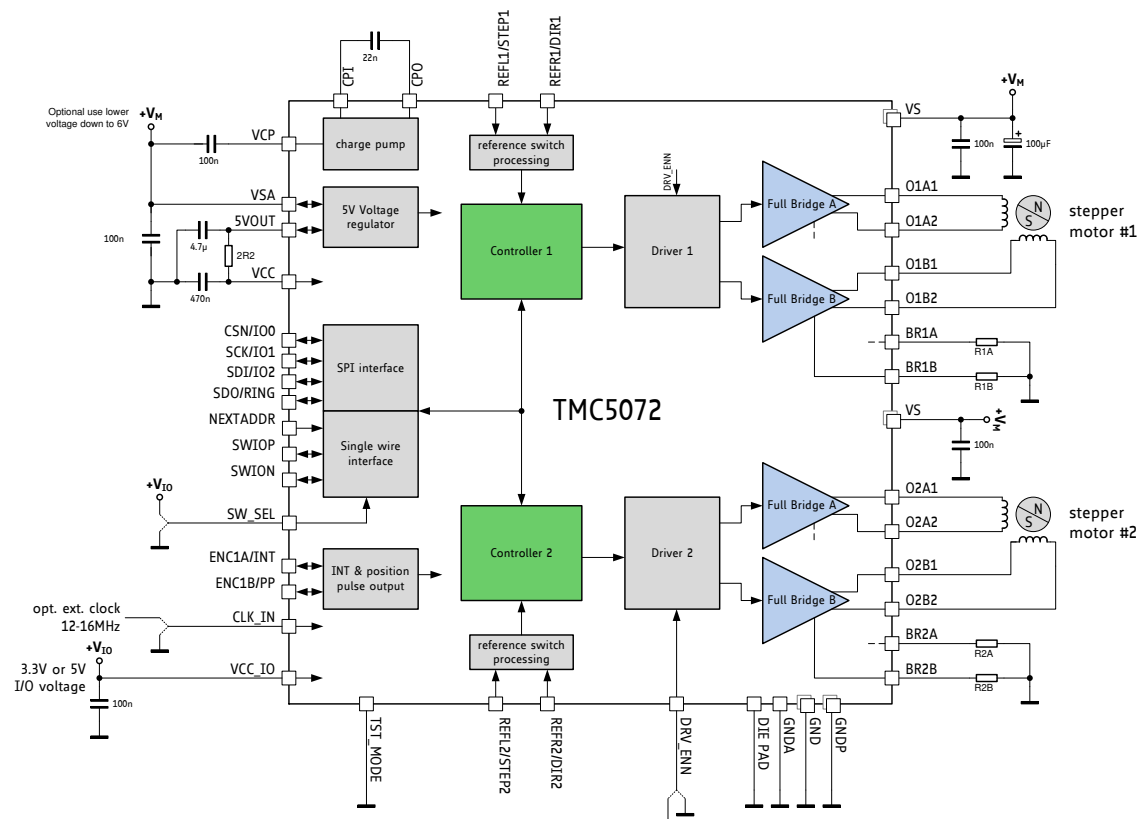 22n
CPI
CPO
REFL1/STEP1
REFR1/DIR1
+VM
Optional use lower
voltage down to 6V
+VM
VCP
100n
charge pump
reference switch
processing
VS
100n
+
100µF
VSA
5VOUT
5V Voltage
regulator
100n
4.7µ
2R2
VCC
470n
Controller 1
DRV_ENN
Driver 1
Full Bridge A
Full Bridge B
O1A1
O1A2
N
S
stepper
motor #1
O1B1
O1B2
BR1A
R1A
BR1B
R1B
CSN/IO0
SCK/IO1
SDI/IO2
SDO/RING
SPI interface
NEXTADDR
SWIOP
SWION
Single wire
interface
TMC5072
VS
+VM
100n
+VIO
SW_SEL
Controller 2
Driver 2
Full Bridge A
Full Bridge B
O2A1
O2A2
N
S
stepper
motor #2
O2B1
O2B2
BR2A
R2A
BR2B
R2B
ENC1A/INT
ENC1B/PP
INT & position
pulse output
opt. ext. clock
12-16MHz
CLK_IN
+VIO
3.3V or 5V
I/O voltage
VCC_IO
100n
reference switch
processing
TST_MODE
REFL2/STEP2
REFR2/DIR2
DRV_ENN
DIE PAD
GNDA
GND
GNDP